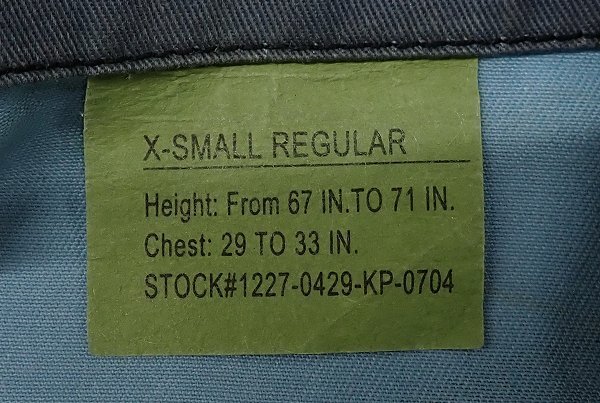 X-SMALL REGULAR
Height: From 67 IN.TO 71 IN.
Chest: 29 TO 33 IN.
STOCK#1227-0429-KP-0704